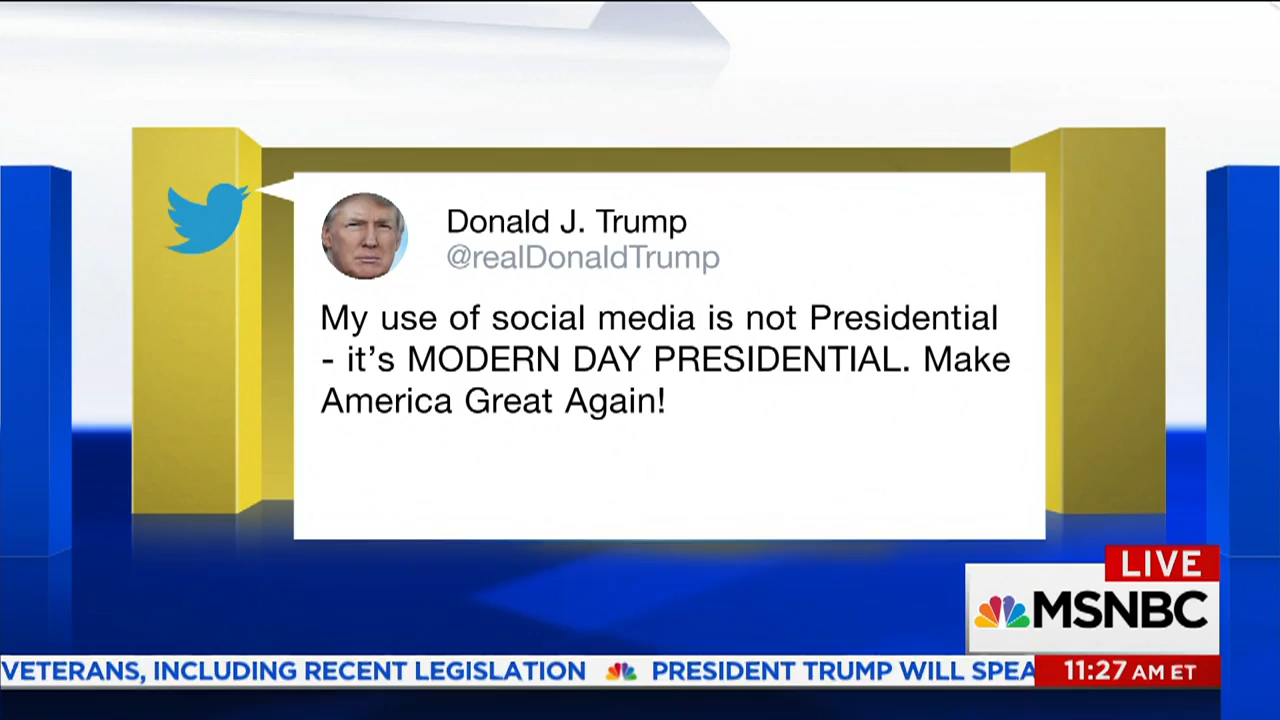 Donald J. Trump
@realDonaldTrump
My use of social media is not Presidential
- it’s MODERN DAY PRESIDENTIAL. Make
America Great Again!
LIVE
MSNBC
VETERANS, INCLUDING RECENT LEGISLATION PRESIDENT TRUMP WILL SPEA
11:27 AM ET